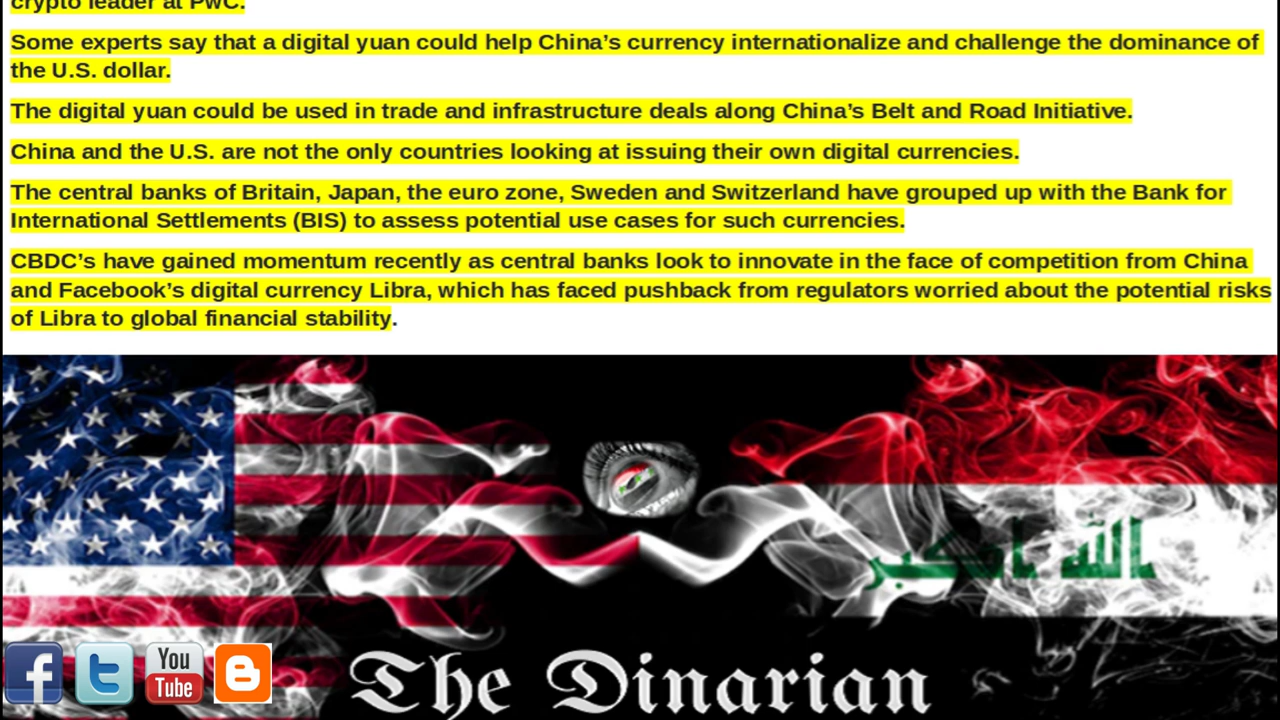 crypto leader at PwC.
Some experts say that a digital yuan could help China’s currency internationalize and challenge the dominance of
the U.S. dollar.
The digital yuan could be used in trade and infrastructure deals along China’s Belt and Road Initiative.
China and the U.S. are not the only countries looking at issuing their own digital currencies.
The central banks of Britain, Japan, the euro zone, Sweden and Switzerland have grouped up with the Bank for
International Settlements (BIS) to assess potential use cases for such currencies.
CBDC’s have gained momentum recently as central banks look to innovate in the face of competition from China
and Facebook’s digital currency Libra, which has faced pushback from regulators worried about the potential risks
of Libra to global financial stability.
الله اكبر
You
Tube
The Dinarian